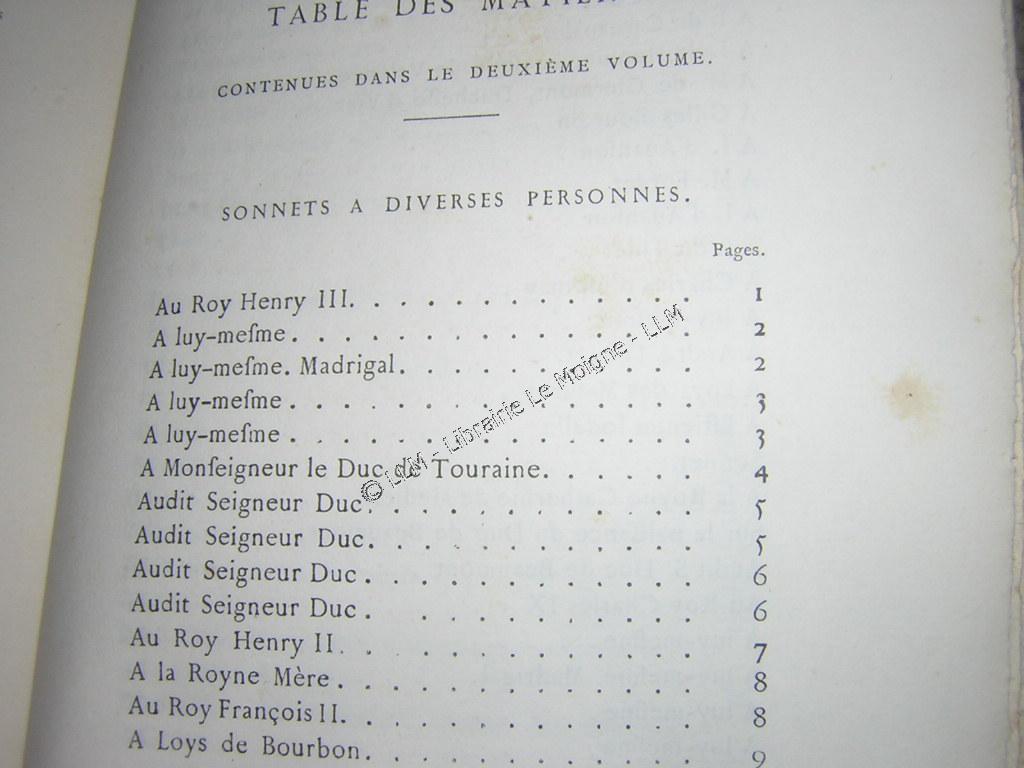 TABLE DES
CONTENUES DANS LE DEUXIÈME VOLUME.
SONNETS A DIVERSES PERSONNES.
Pages.
Au Roy Henry III. . . . . . . . . . . . . 1
A luy-meſme . . . . . . . . . . . . . . . 2
A luy-meſme. Madrigal. . . . . . . . . . . 2
A luy-meſme . . . . . . . . . . . . . . . 3
A luy-meſme . . . . . . . . . . . . . . . 3
A Monſeigneur le Duc de Touraine. . . . . . 4
Audit Seigneur Duc. . . . . . . . . . . . 5
Audit Seigneur Duc. . . . . . . . . . . . 5
Audit Seigneur Duc . . . . . . . . . . . . 6
Audit Seigneur Duc . . . . . . . . . . . . 6
Au Roy Henry II. . . . . . . . . . . . . . 7
A la Royne Mère . . . . . . . . . . . . . 8
Au Roy François II. . . . . . . . . . . . . 8
A Loys de Bourbon. . . . . . . . . . . . . 9
© LLM - Librairie Le Moigne - LLM